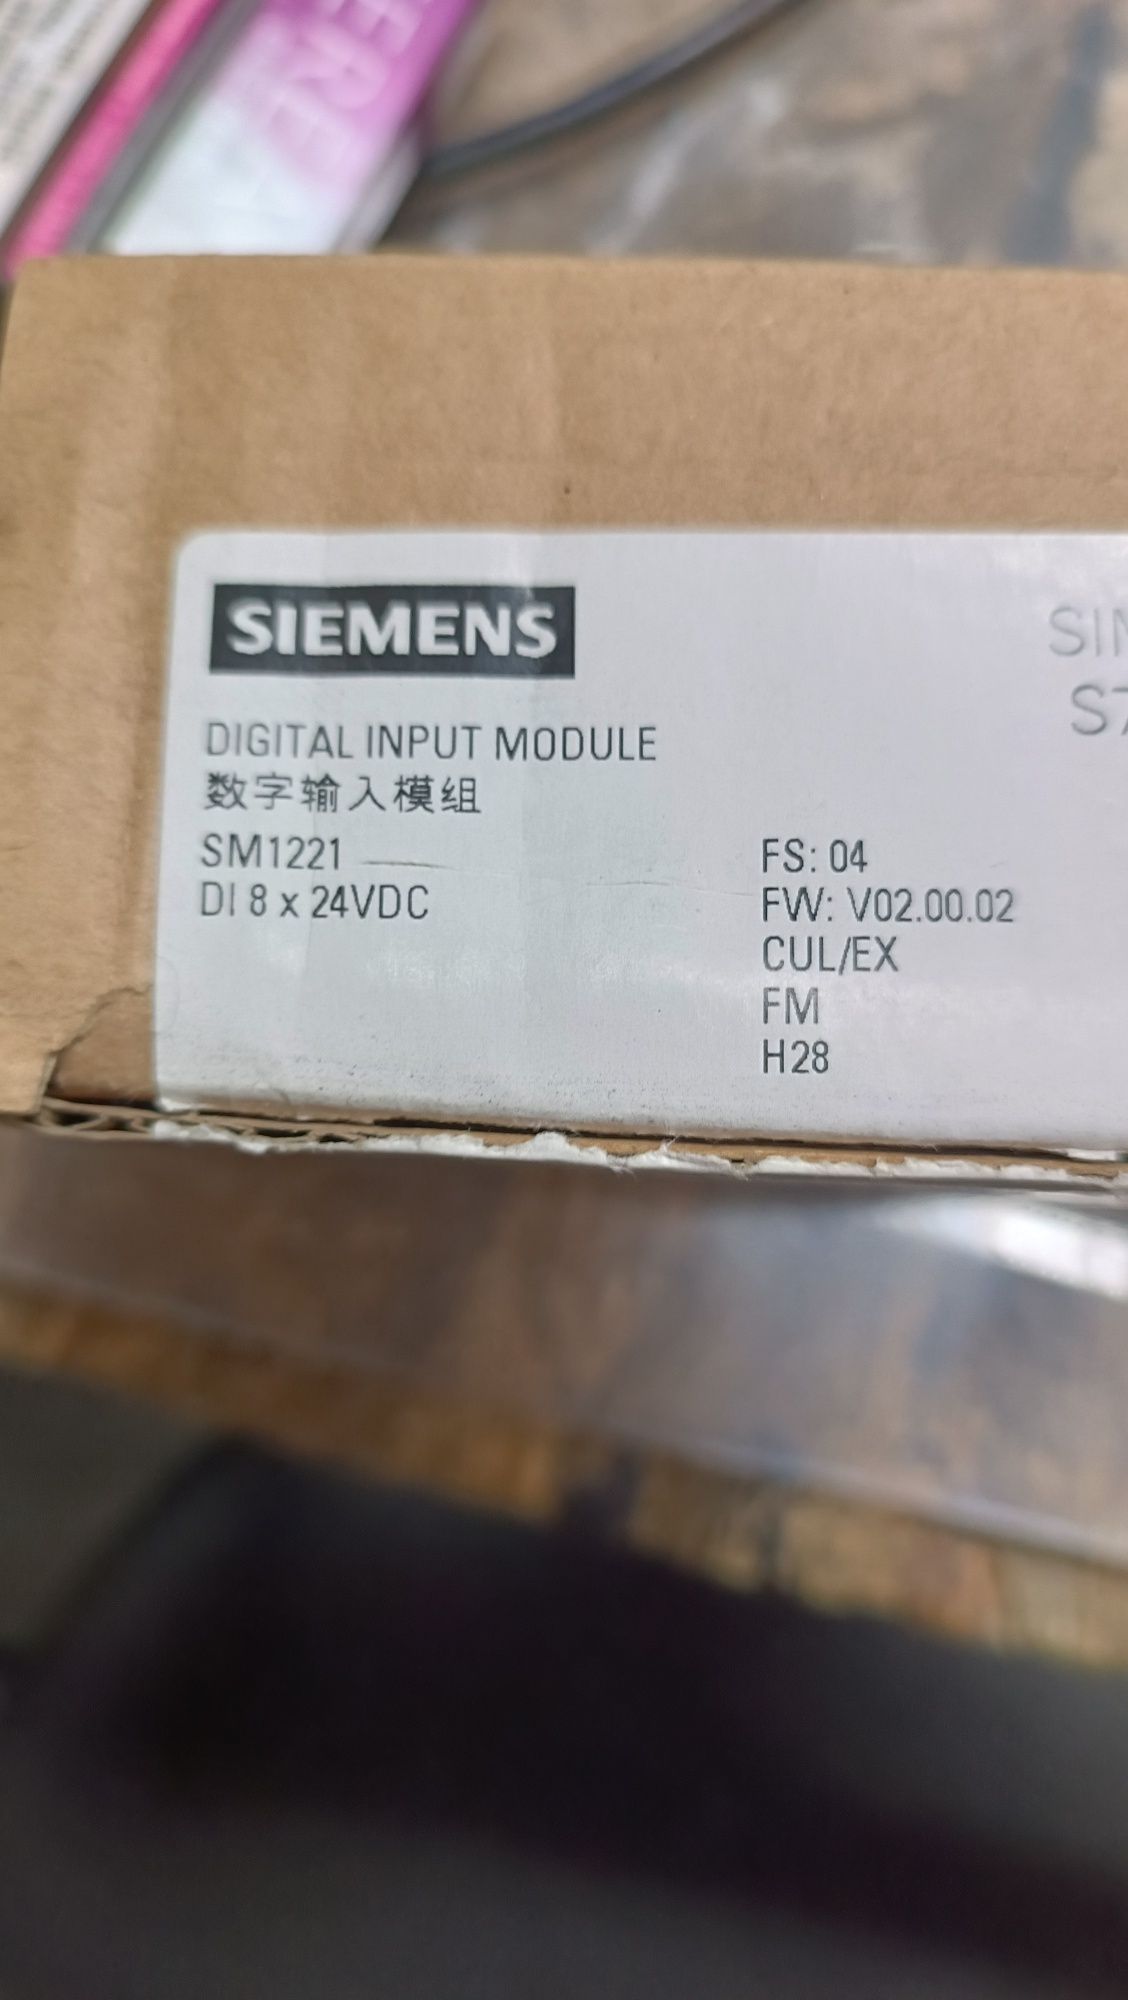 SIEMENS
DIGITAL INPUT MODULE
数字输入模组
SM1221
DI 8 x 24VDC
FS: 04
FW: V02.00.02
CUL/EX
FM
H28